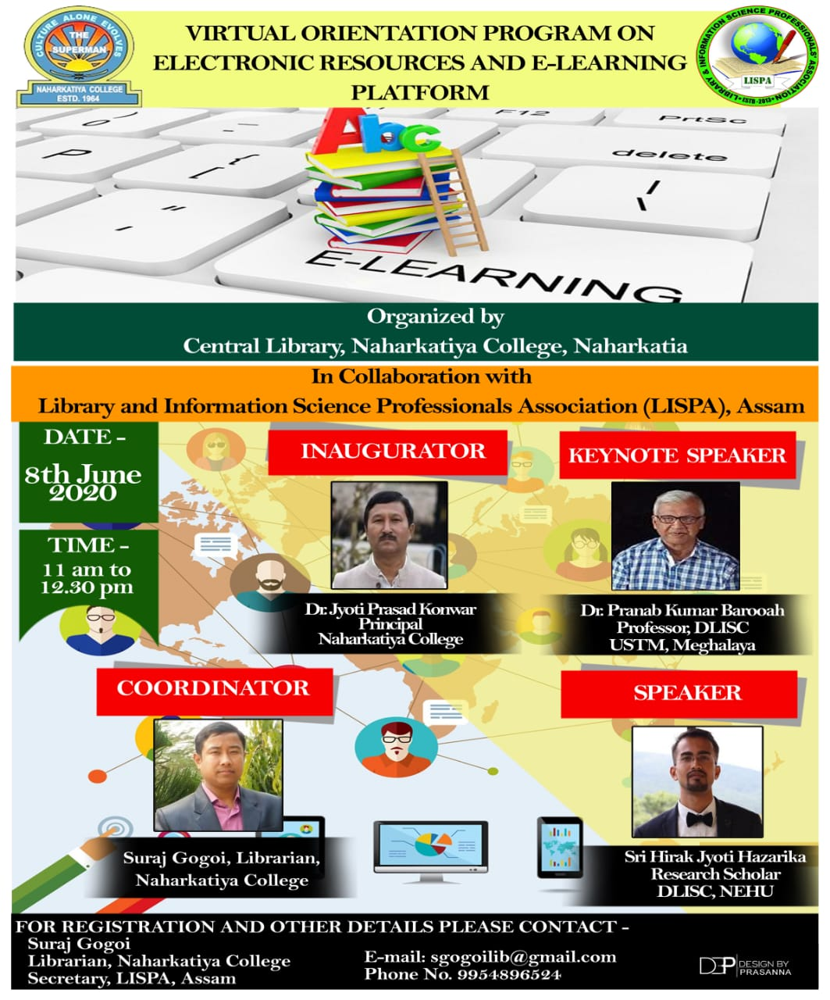 CULTURE ALONE EVOLVES
THE
SUPERMAN
NAHARKATIYA COLLEGE
ESTD. 1964
VIRTUAL ORIENTATION PROGRAM ON
ELECTRONIC RESOURCES AND E-LEARNING
PLATFORM
LIBRARY & INFORMATION SCIENCE PROFESSIONALS' ASSOCIATION
LISPA
ESTB-2013
Abc
F12
PrtSc
P
delete
E-LEARNING
Organized by
Central Library, Naharkatiya College, Naharkatia
In Collaboration with
Library and Information Science Professionals Association (LISPA), Assam
DATE -
8th June
2020
TIME -
11 am to
12.30 pm
INAUGURATOR
Dr. Jyoti Prasad Konwar
Principal
Naharkatiya College
KEYNOTE SPEAKER
Dr. Pranab Kumar Barooah
Professor, DLISC
USTM, Meghalaya
COORDINATOR
Suraj Gogoi, Librarian,
Naharkatiya College
SPEAKER
Sri Hirak Jyoti Hazarika
Research Scholar
DLISC, NEHU
FOR REGISTRATION AND OTHER DETAILS PLEASE CONTACT -
Suraj Gogoi
Librarian, Naharkatiya College
Secretary, LISPA, Assam
E-mail: sgogoilib@gmail.com
Phone No. 9954896524
DEP
DESIGN BY
PRASANNA